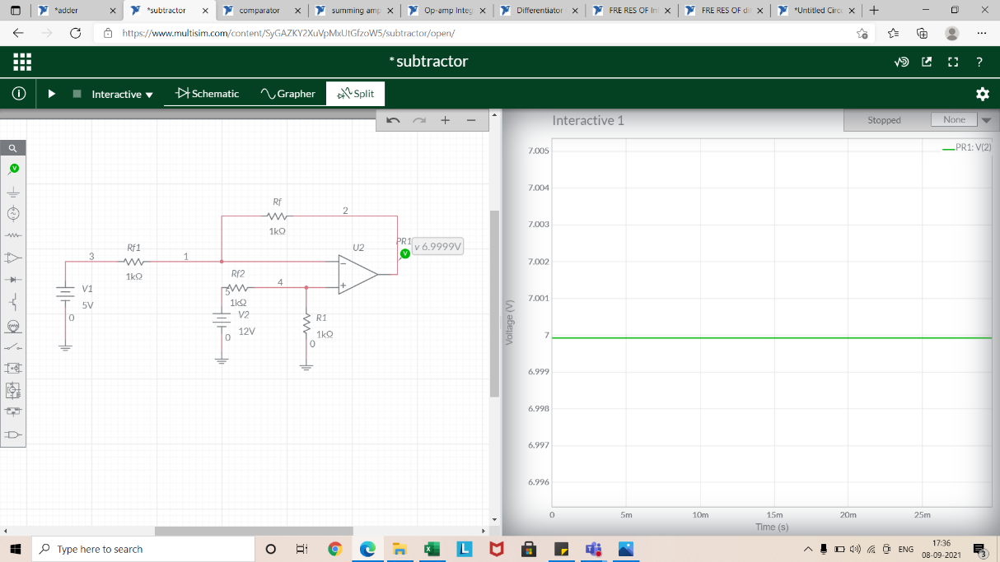 *adder
*subtractor
comparator
summing amp
Op-amp Integ
Differentiator
FRE RES OF In
FRE RES OF di
*Untitled Circu
https://www.multisim.com/content/SyGAZKY2XuVpMxUtGfzoW5/subtractor/open/
*subtractor
Interactive
Schematic
Grapher
Split
Interactive 1
Stopped
None
PR1: V(2)
7.005
7.004
7.003
7.002
7.001
7
6.999
6.998
6.997
6.996
Voltage (V)
0
5m
10m
15m
20m
25m
Time (s)
Rf
2
1kΩ
PR1
v 6.9999V
U2
Rf1
3
1
1kΩ
Rf2
4
5
1kΩ
V1
5V
0
V2
12V
0
R1
1kΩ
0
Type here to search
ENG
17:36
08-09-2021
3